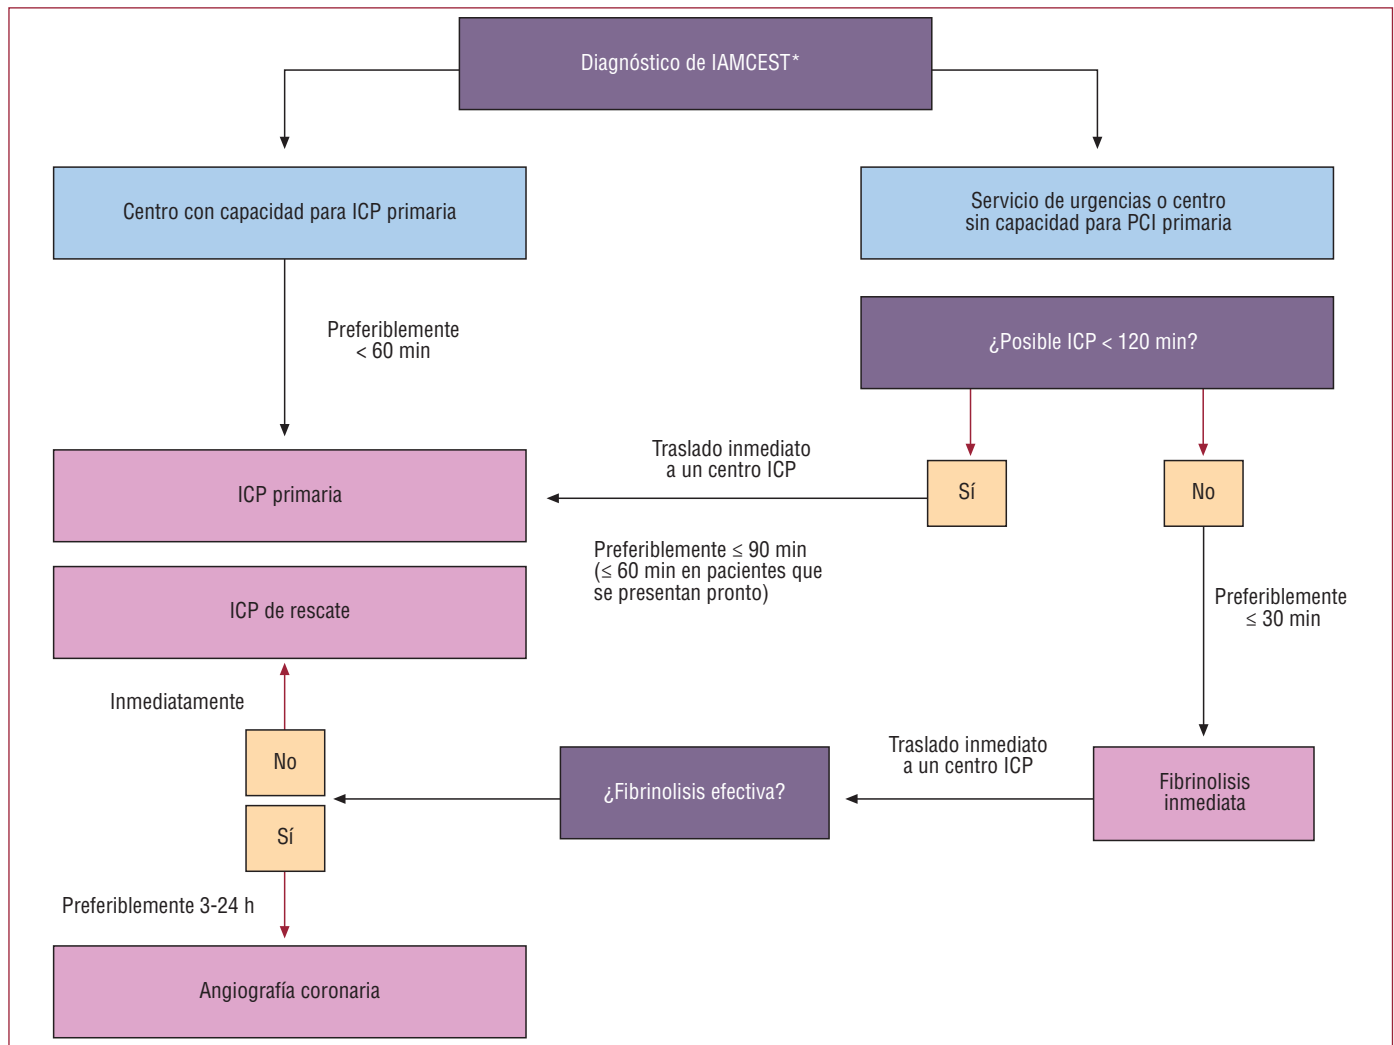 Diagnóstico de IAMCEST*
Centro con capacidad para ICP primaria
Servicio de urgencias o centro
sin capacidad para PCI primaria
Preferiblemente
< 60 min
¿Posible ICP < 120 min?
Traslado inmediato
a un centro ICP
Sí
No
ICP primaria
Preferiblemente ≤ 90 min
(≤ 60 min en pacientes que
se presentan pronto)
ICP de rescate
Preferiblemente
≤ 30 min
Inmediatamente
No
Sí
¿Fibrinolisis efectiva?
Traslado inmediato
a un centro ICP
Fibrinolisis
inmediata
Preferiblemente 3-24 h
Angiografía coronaria